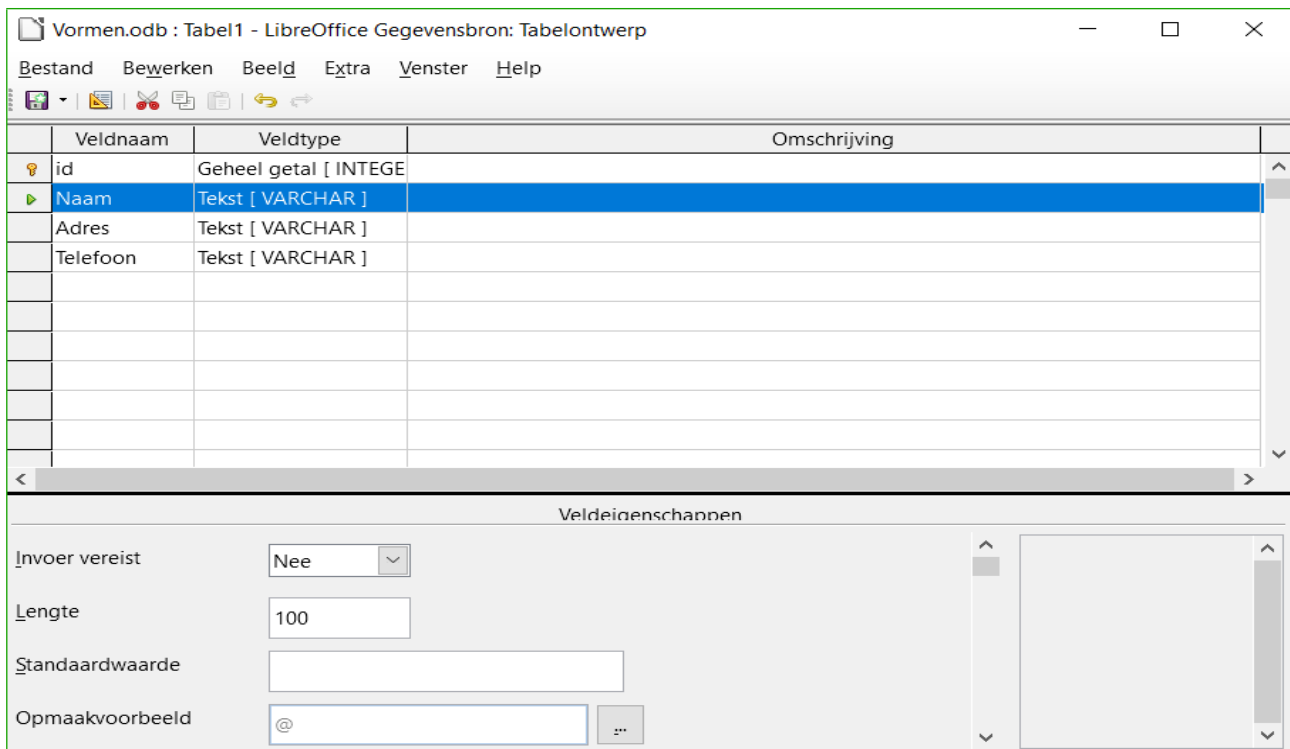 Vormen.odb : Tabel1 - LibreOffice Gegevensbron: Tabelontwerp
Bestand Bewerken Beeld Extra Venster Help
Veldnaam Veldtype Omschrijving
id Geheel getal [ INTEGE
Naam Tekst [ VARCHAR ]
Adres Tekst [ VARCHAR ]
Telefoon Tekst [ VARCHAR ]
Veldeigenschappen
Invoer vereist Nee
Lengte 100
Standaardwaarde
Opmaakvoorbeeld @ ...